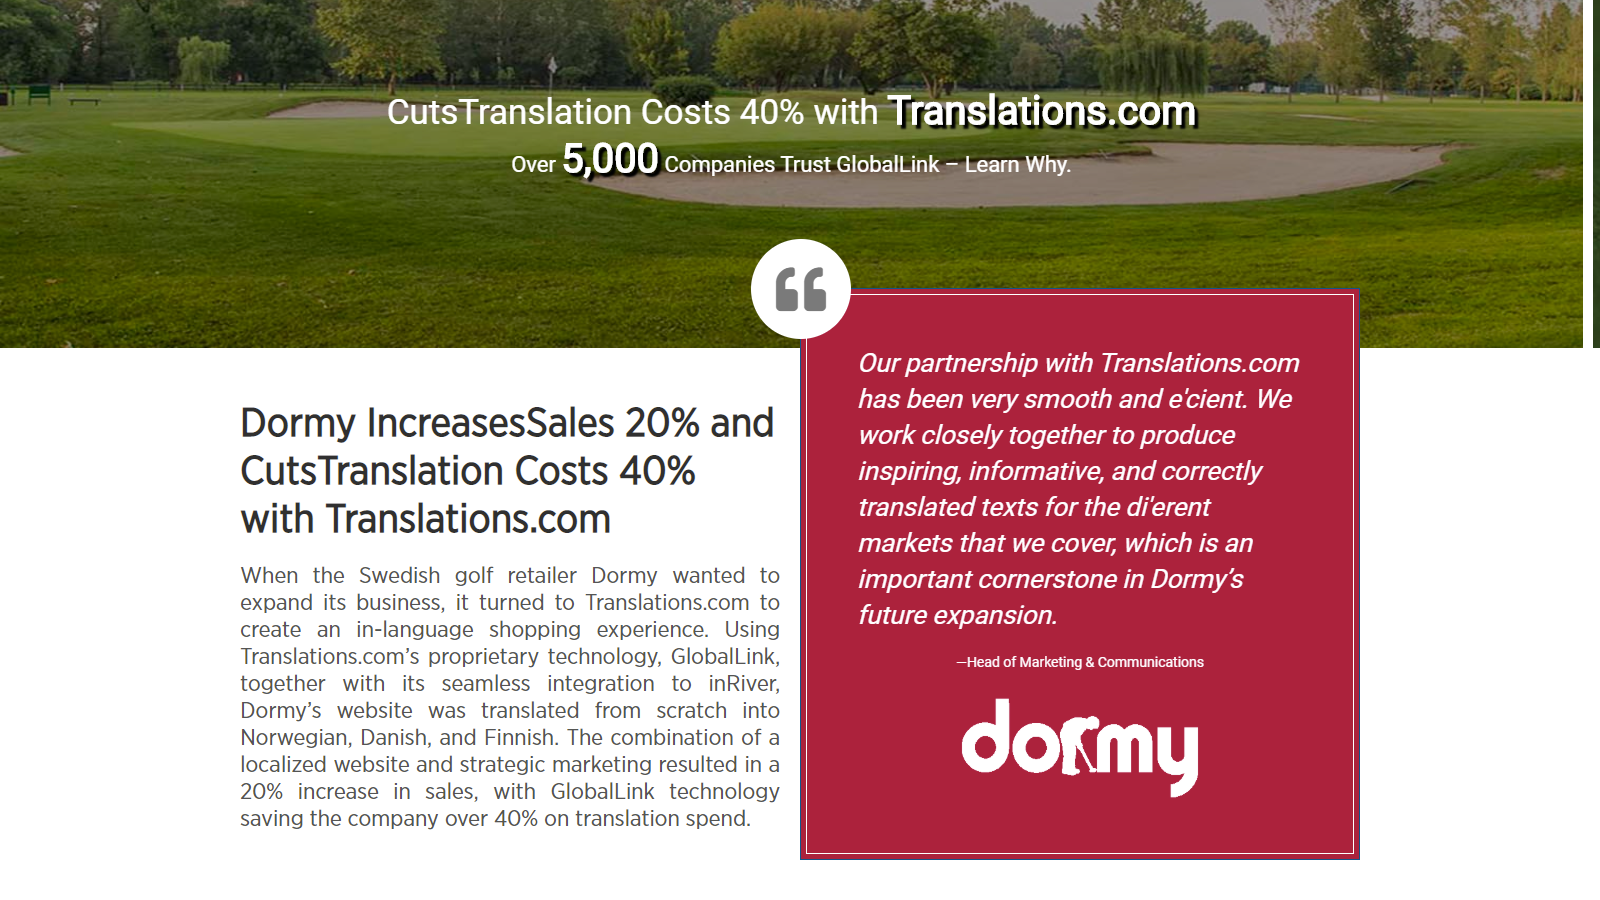 CutsTranslation Costs 40% with Translations.com
Over 5,000 Companies Trust GlobalLink – Learn Why.
Dormy IncreasesSales 20% and
CutsTranslation Costs 40%
with Translations.com
When the Swedish golf retailer Dormy wanted to
expand its business, it turned to Translations.com to
create an in-language shopping experience. Using
Translations.com’s proprietary technology, GlobalLink,
together with its seamless integration to inRiver,
Dormy’s website was translated from scratch into
Norwegian, Danish, and Finnish. The combination of a
localized website and strategic marketing resulted in a
20% increase in sales, with GlobalLink technology
saving the company over 40% on translation spend.
“
Our partnership with Translations.com
has been very smooth and e'cient. We
work closely together to produce
inspiring, informative, and correctly
translated texts for the di'erent
markets that we cover, which is an
important cornerstone in Dormy’s
future expansion.
—Head of Marketing & Communications
dormy